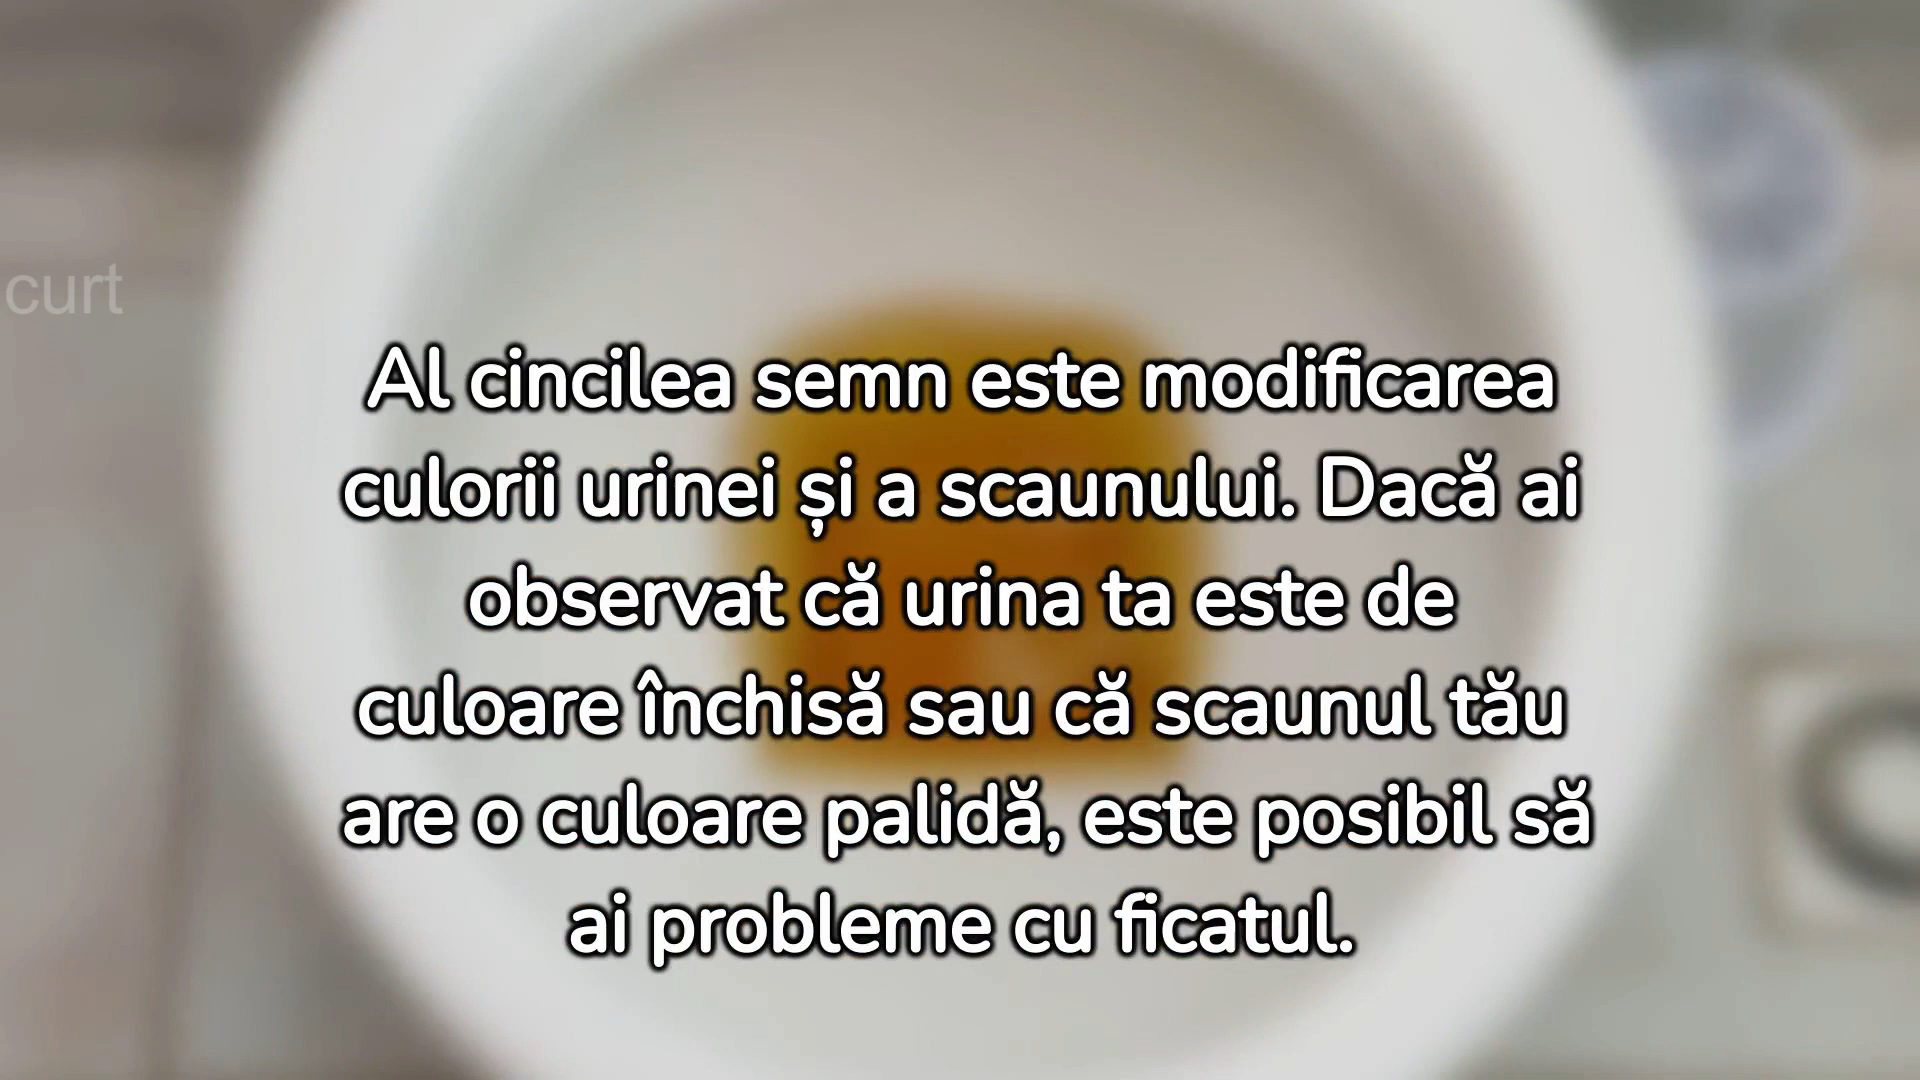 curt
Al cincilea semn este modificarea
culorii urinei și a scaunului. Dacă ai
observat că urina ta este de
culoare închisă sau că scaunul tău
are o culoare palidă, este posibil să
ai probleme cu ficatul.